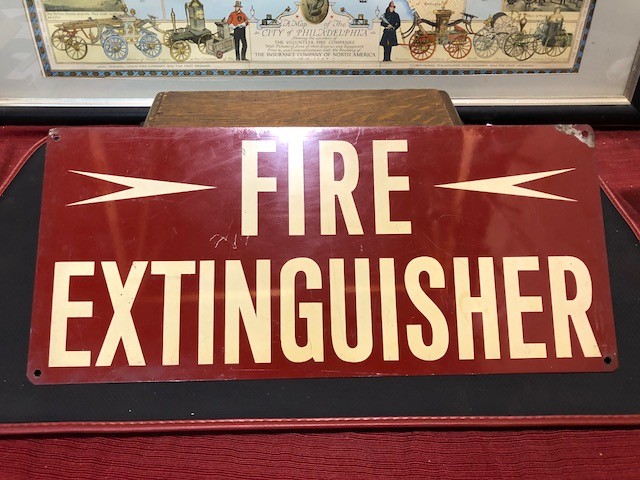 A Map of The
CITY of PHILADELPHIA
THE VOLUNTEER FIRE COMPANIES
THE INSURANCE COMPANY OF NORTH AMERICA
FIRE
EXTINGUISHER